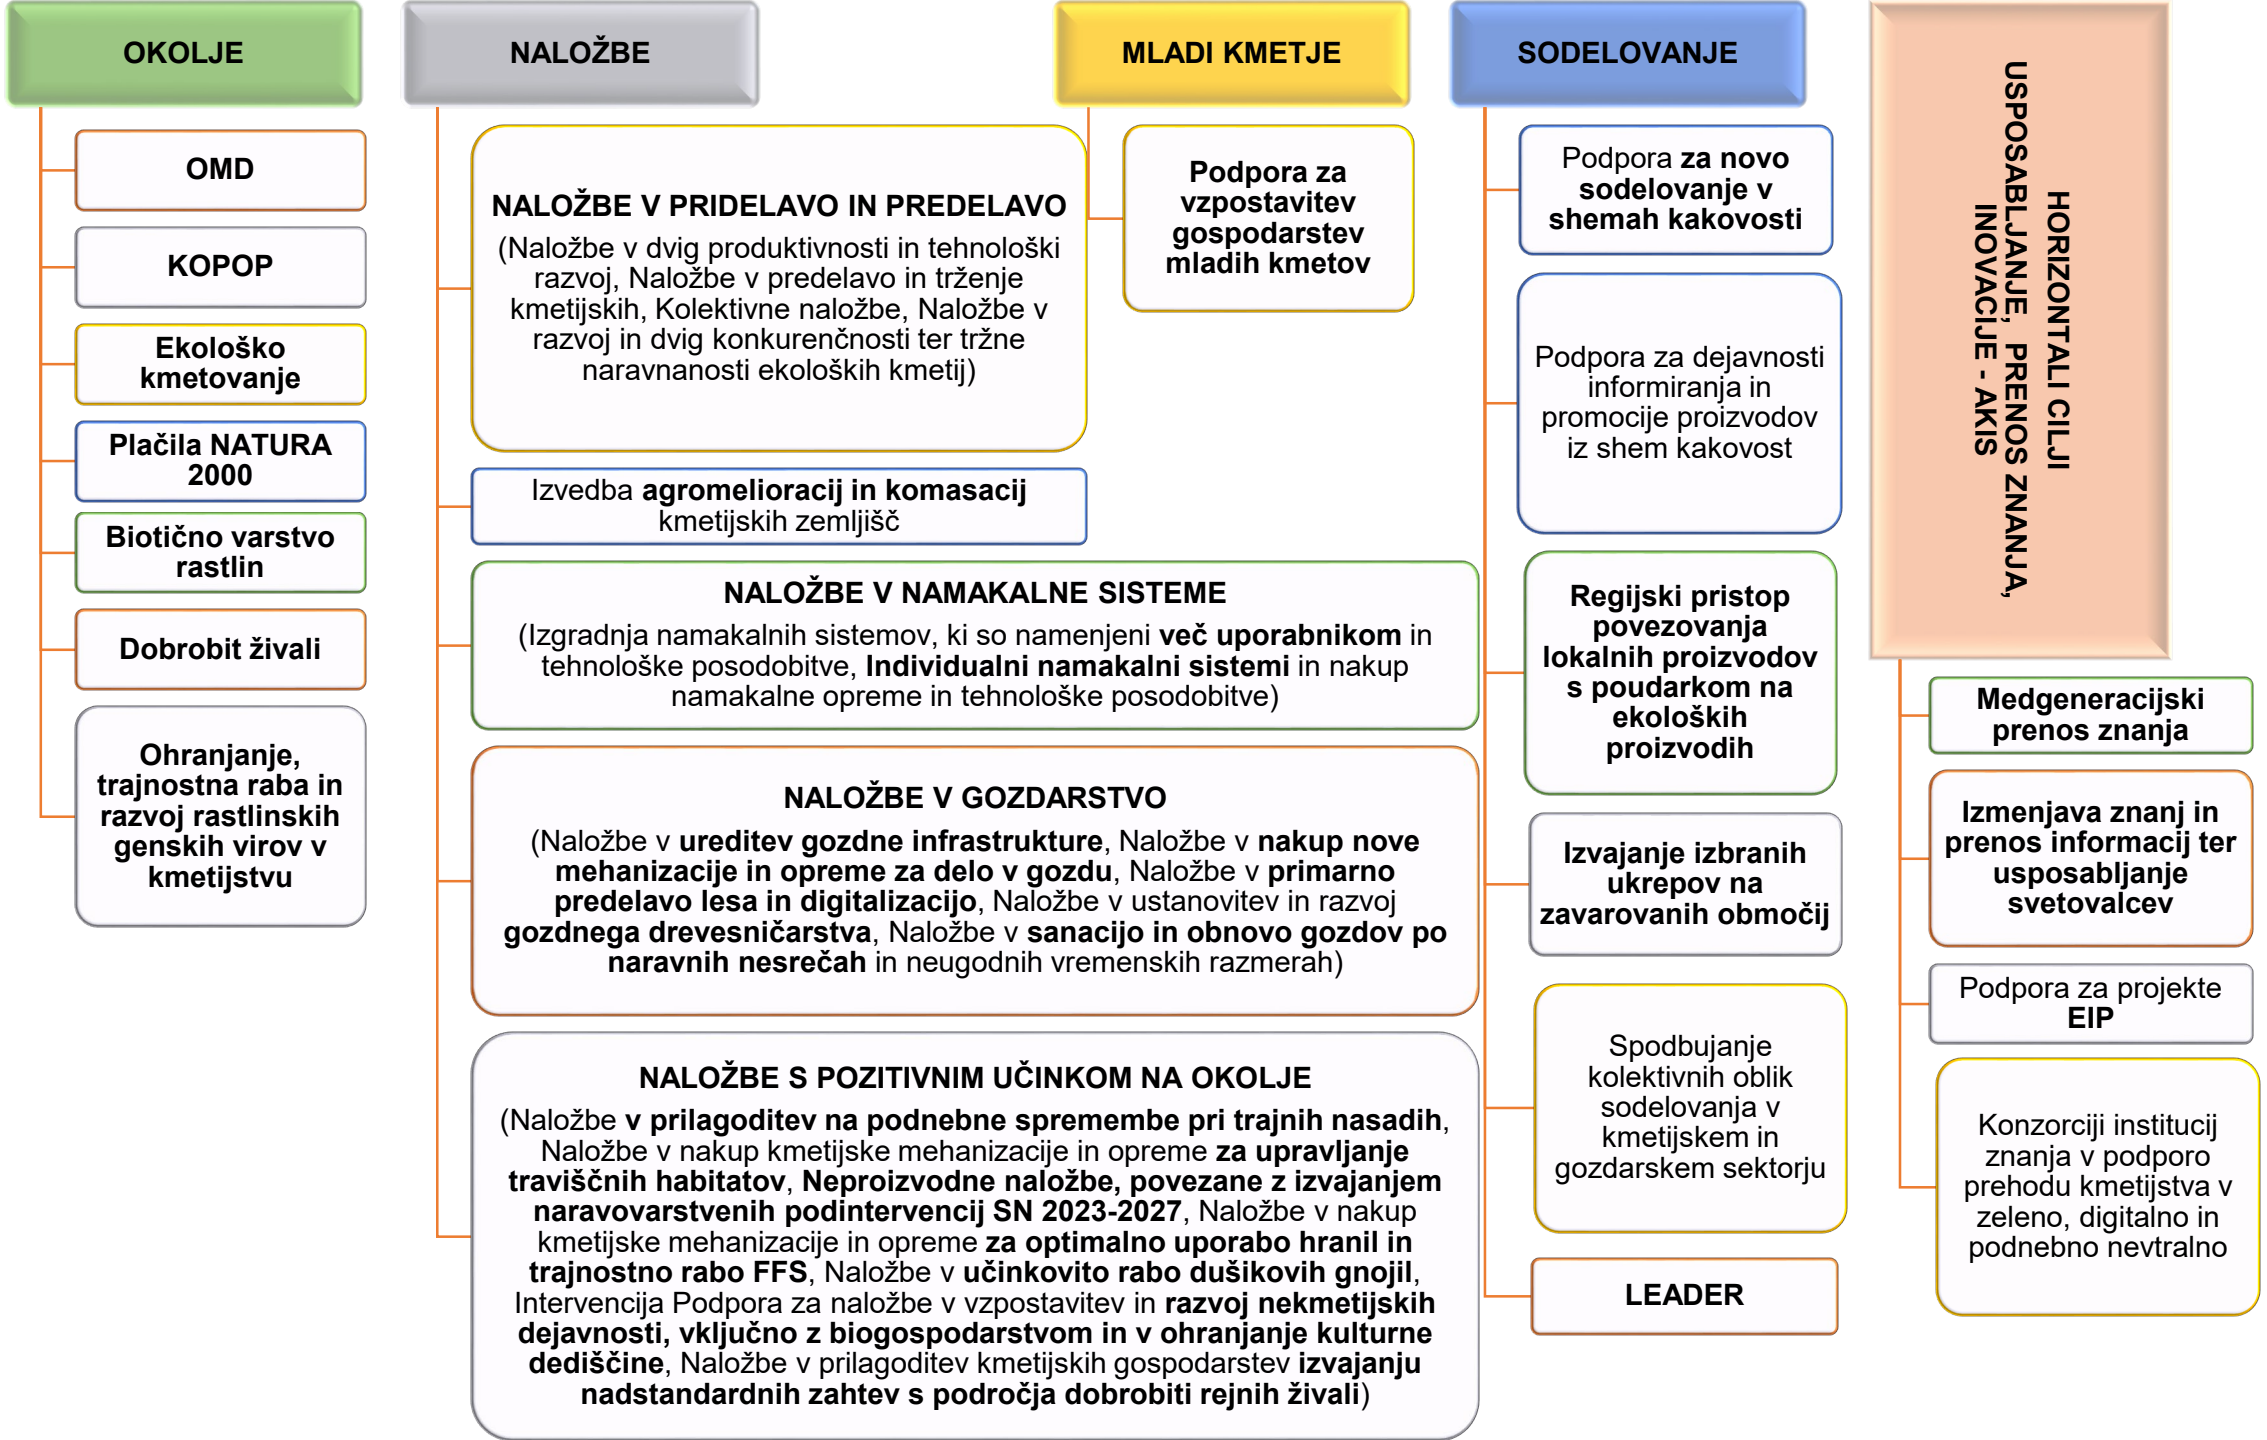 OKOLJE
OMD
KOPOP
Ekološko
kmetovanje
Plačila NATURA
2000
Biotično varstvo
rastlin
Dobrobit živali
Ohranjanje,
trajnostna raba in
razvoj rastlinskih
genskih virov v
kmetijstvu
NALOŽBE
NALOŽBE V PRIDELAVO IN PREDELAVO
(Naložbe v dvig produktivnosti in tehnološki
razvoj, Naložbe v predelavo in trženje
kmetijskih, Kolektivne naložbe, Naložbe v
razvoj in dvig konkurenčnosti ter tržne
naravnanosti ekoloških kmetij)
Izvedba agromelioracij in komasacij
kmetijskih zemljišč
NALOŽBE V NAMAKALNE SISTEME
(Izgradnja namakalnih sistemov, ki so namenjeni več uporabnikom in
tehnološke posodobitve, Individualni namakalni sistemi in nakup
namakalne opreme in tehnološke posodobitve)
NALOŽBE V GOZDARSTVO
(Naložbe v ureditev gozdne infrastrukture, Naložbe v nakup nove
mehanizacije in opreme za delo v gozdu, Naložbe v primarno
predelavo lesa in digitalizacijo, Naložbe v ustanovitev in razvoj
gozdnega drevesničarstva, Naložbe v sanacijo in obnovo gozdov po
naravnih nesrečah in neugodnih vremenskih razmerah)
NALOŽBE S POZITIVNIM UČINKOM NA OKOLJE
(Naložbe v prilagoditev na podnebne spremembe pri trajnih nasadih,
Naložbe v nakup kmetijske mehanizacije in opreme za upravljanje
traviščnih habitatov, Neproizvodne naložbe, povezane z izvajanjem
naravovarstvenih podintervencij SN 2023-2027, Naložbe v nakup
kmetijske mehanizacije in opreme za optimalno uporabo hranil in
trajnostno rabo FFS, Naložbe v učinkovito rabo dušikovih gnojil,
Intervencija Podpora za naložbe v vzpostavitev in razvoj nekmetijskih
dejavnosti, vključno z biogospodarstvom in v ohranjanje kulturne
dediščine, Naložbe v prilagoditev kmetijskih gospodarstev izvajanju
nadstandardnih zahtev s področja dobrobiti rejnih živali)
MLADI KMETJE
Podpora za
vzpostavitev
gospodarstev
mladih kmetov
SODELOVANJE
Podpora za novo
sodelovanje v
shemah kakovosti
Podpora za dejavnosti
informiranja in
promocije proizvodov
iz shem kakovost
Regijski pristop
povezovanja
lokalnih proizvodov
s poudarkom na
ekoloških
proizvodih
Izvajanje izbranih
ukrepov na
zavarovanih območij
Spodbujanje
kolektivnih oblik
sodelovanja v
kmetijskem in
gozdarskem sektorju
LEADER
HORIZONTALI CILJI
USPOSABLJANJE, PRENOS ZNANJA,
INOVACIJE - AKIS
Medgeneracijski
prenos znanja
Izmenjava znanj in
prenos informacij ter
usposabljanje
svetovalcev
Podpora za projekte
EIP
Konzorciji institucij
znanja v podporo
prehodu kmetijstva v
zeleno, digitalno in
podnebno nevtralno